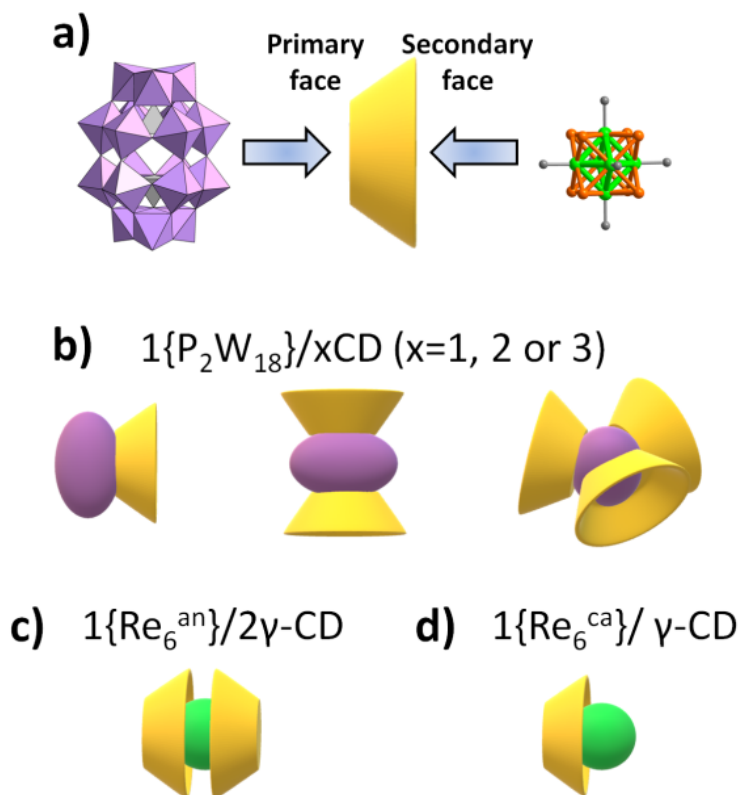 a)
Primary face
Secondary face
b) 1{P₂W₁₈}/xCD (x=1, 2 or 3)
c) 1{Re₆ᵃⁿ}/2γ-CD
d) 1{Re₆ᶜᵃ}/ γ-CD